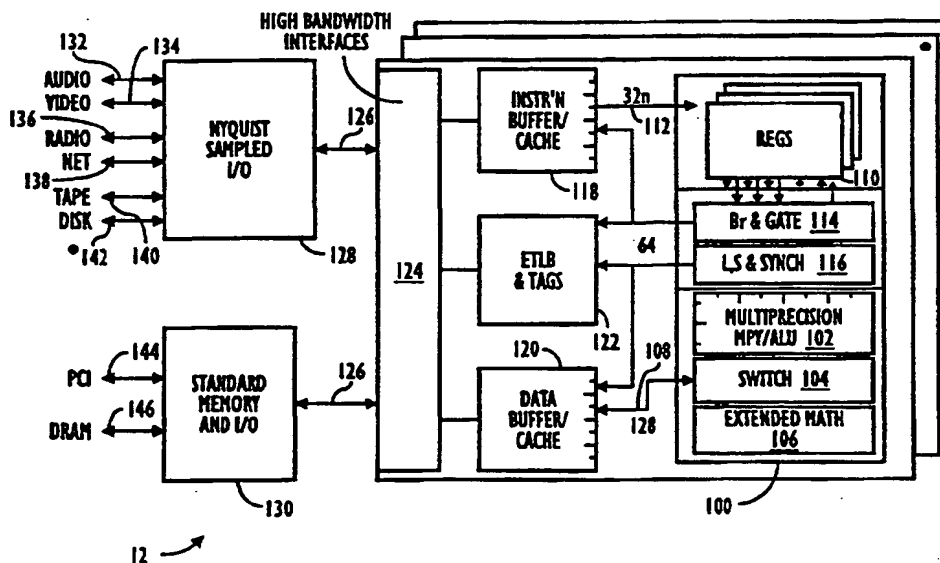 HIGH BANDWIDTH
INTERFACES
132
134
AUDIO
VIDEO
136
RADIO
NET
138
TAPE
DISK
142
140
NYQUIST
SAMPLED
I/O
128
126
124
INSTR'N
BUFFER/
CACHE
118
32n
112
REGS
110
Br & GATE 114
64
L,S & SYNCH 116
ETLB
& TAGS
122
MULTIPRECISION
MPY/ALU 102
120
108
SWITCH 104
DATA
BUFFER/
CACHE
128
EXTENDED MATH
106
100
144
PCI
146
DRAM
STANDARD
MEMORY
AND I/O
126
130
12